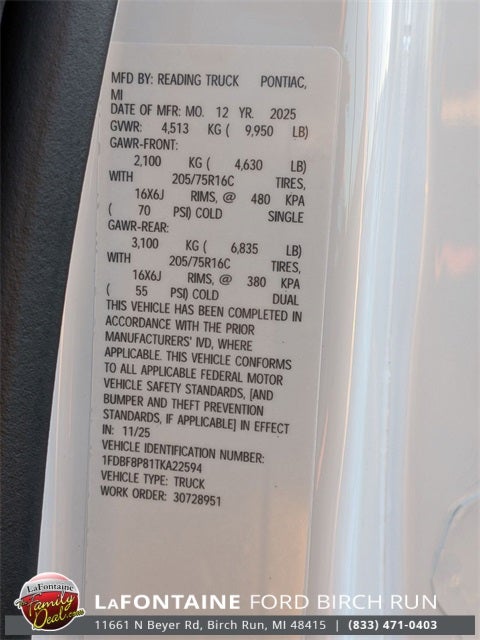 MFD BY: READING TRUCK PONTIAC,
MI
DATE OF MFR: MO. 12 YR. 2025
GVWR: 4,513 KG ( 9,950 LB)
GAWR-FRONT:
2,100 KG ( 4,630 LB)
WITH 205/75R16C TIRES,
16X6J RIMS, @ 480 KPA
( 70 PSI) COLD SINGLE
GAWR-REAR:
3,100 KG ( 6,835 LB)
WITH 205/75R16C TIRES,
16X6J RIMS, @ 380 KPA
( 55 PSI) COLD DUAL
THIS VEHICLE HAS BEEN COMPLETED IN
ACCORDANCE WITH THE PRIOR
MANUFACTURERS' IVD, WHERE
APPLICABLE. THIS VEHICLE CONFORMS
TO ALL APPLICABLE FEDERAL MOTOR
VEHICLE SAFETY STANDARDS, [AND
BUMPER AND THEFT PREVENTION
STANDARDS, IF APPLICABLE] IN EFFECT
IN: 11/25
VEHICLE IDENTIFICATION NUMBER:
1FDBF8P81TKA22594
VEHICLE TYPE: TRUCK
WORK ORDER: 30728951
LaFontaine
The Family Deal.com
LAFONTAINE FORD BIRCH RUN
11661 N Beyer Rd, Birch Run, MI 48415 | (833) 471-0403